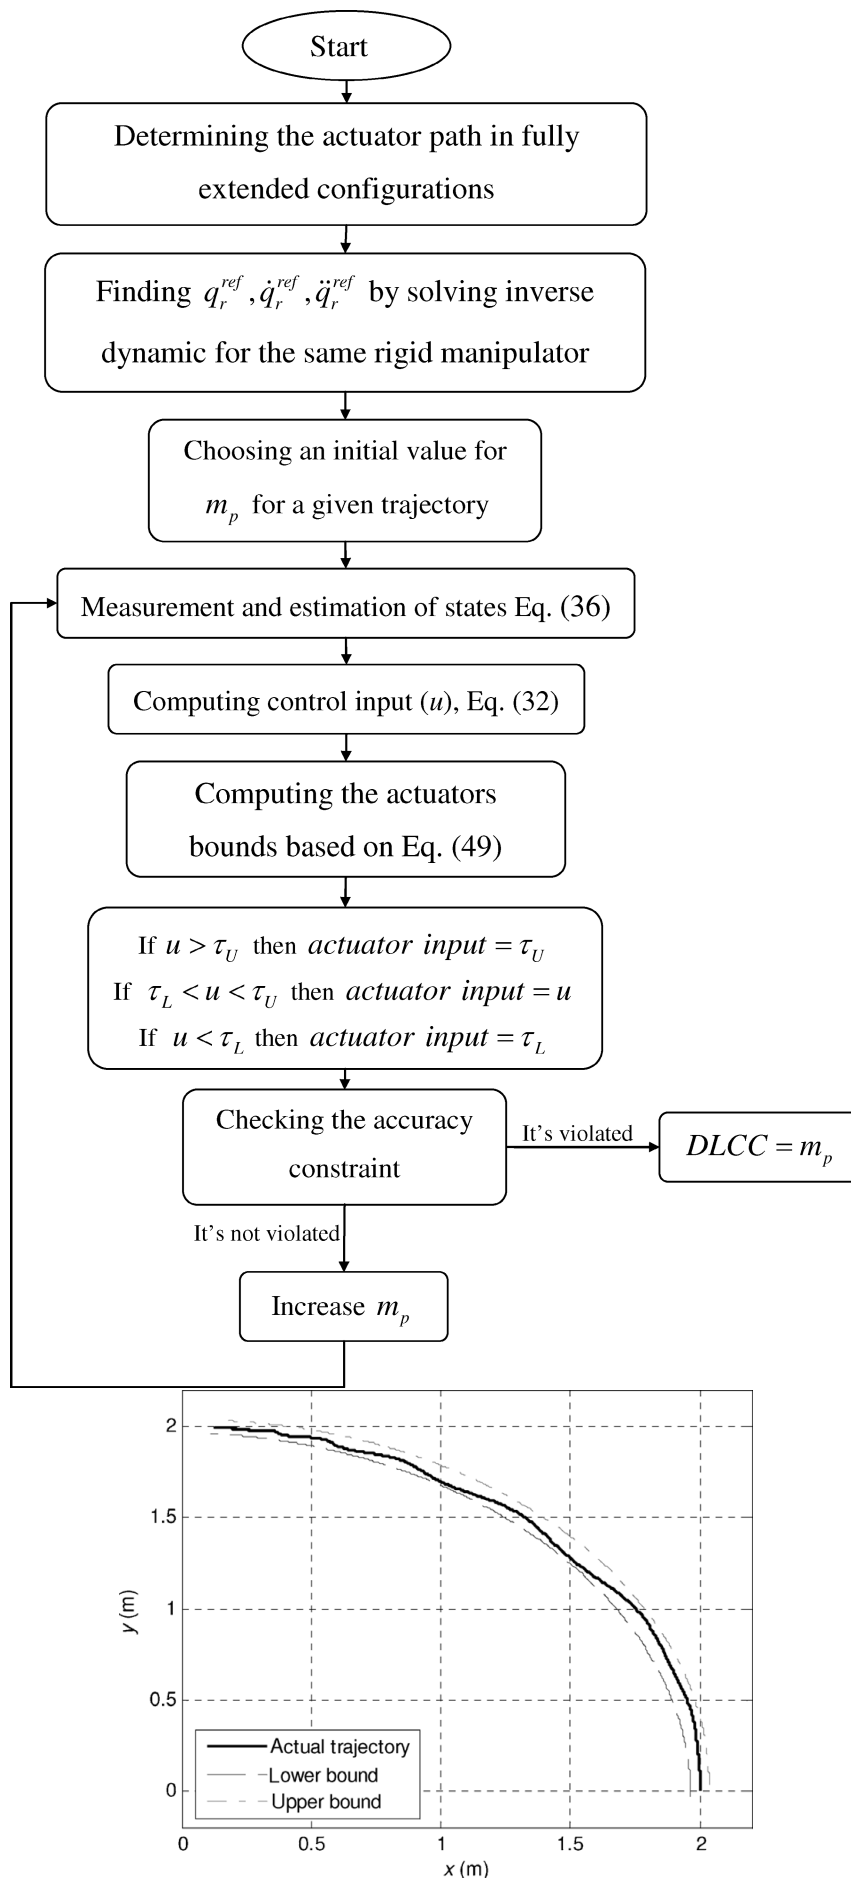 Start
Determining the actuator path in fully
extended configurations
Finding q_r^{ref}, q̇_r^{ref}, q̈_r^{ref} by solving inverse
dynamic for the same rigid manipulator
Choosing an initial value for
m_p for a given trajectory
Measurement and estimation of states Eq. (36)
Computing control input (u), Eq. (32)
Computing the actuators
bounds based on Eq. (49)
If u > τ_U then actuator input = τ_U
If τ_L < u < τ_U then actuator input = u
If u < τ_L then actuator input = τ_L
Checking the accuracy
constraint
It's violated
DLCC = m_p
It's not violated
Increase m_p
2
1.5
1
0.5
0
y (m)
Actual trajectory
Lower bound
Upper bound
0 0.5 1 1.5 2
x (m)